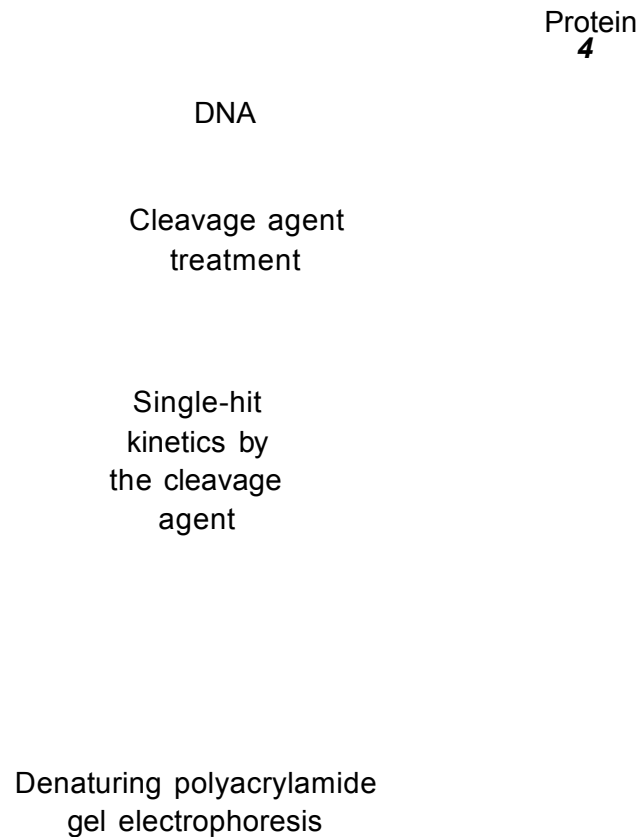 Protein
4
DNA
Cleavage agent
treatment
Single-hit
kinetics by
the cleavage
agent
Denaturing polyacrylamide
gel electrophoresis